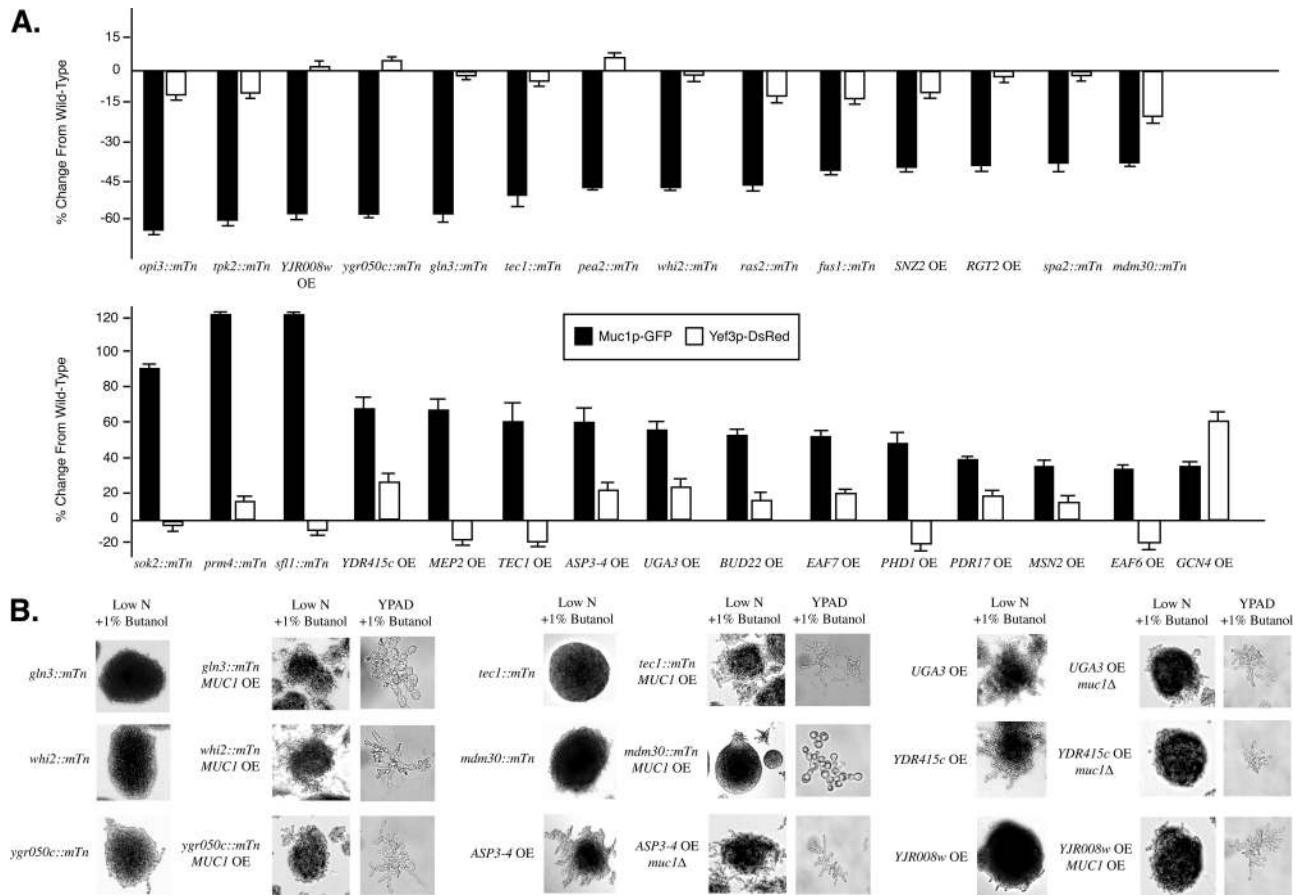 A.
% Change From Wild-Type
15
0
-15
-30
-45
-60
opi3::mTn tpk2::mTn YJR008w OE ygr050c::mTn gln3::mTn tec1::mTn pea2::mTn whi2::mTn ras2::mTn fus1::mTn SNZ2 OE RGT2 OE spa2::mTn mdm30::mTn
% Change From Wild-Type
120
100
80
60
40
20
0
-20
Muc1p-GFP Yef3p-DsRed
sok2::mTn prm4::mTn sfl1::mTn YDR415c OE MEP2 OE TEC1 OE ASP3-4 OE UGA3 OE BUD22 OE EAF7 OE PHD1 OE PDR17 OE MSN2 OE EAF6 OE GCN4 OE
B.
Low N +1% Butanol
Low N +1% Butanol
YPAD +1% Butanol
Low N +1% Butanol
Low N +1% Butanol
YPAD +1% Butanol
Low N +1% Butanol
Low N +1% Butanol
YPAD +1% Butanol
gln3::mTn
gln3::mTn
MUC1 OE
tec1::mTn
tec1::mTn
MUC1 OE
UGA3 OE
UGA3 OE
muc1Δ
whi2::mTn
whi2::mTn
MUC1 OE
mdm30::mTn
mdm30::mTn
MUC1 OE
YDR415c OE
YDR415c OE
muc1Δ
ygr050c::mTn
ygr050c::mTn
MUC1 OE
ASP3-4 OE
ASP3-4 OE
muc1Δ
YJR008w OE
YJR008w OE
MUC1 OE